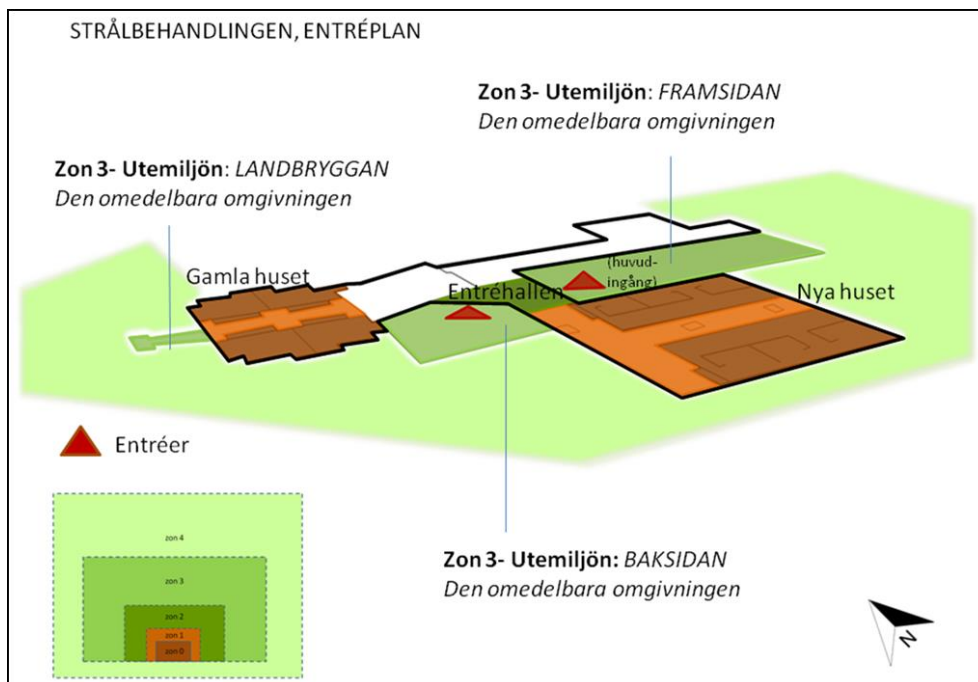 STRÅLBEHANDLINGEN, ENTRÉPLAN
Zon 3- Utemiljön: FRAMSIDAN
Den omedelbara omgivningen
Zon 3- Utemiljön: LANDBRYGGAN
Den omedelbara omgivningen
Gamla huset
Entréhallen
(huvud-
ingång)
Nya huset
Entréer
zon 4
zon 3
zon 2
zon 1
zon 0
Zon 3- Utemiljön: BAKSIDAN
Den omedelbara omgivningen
N